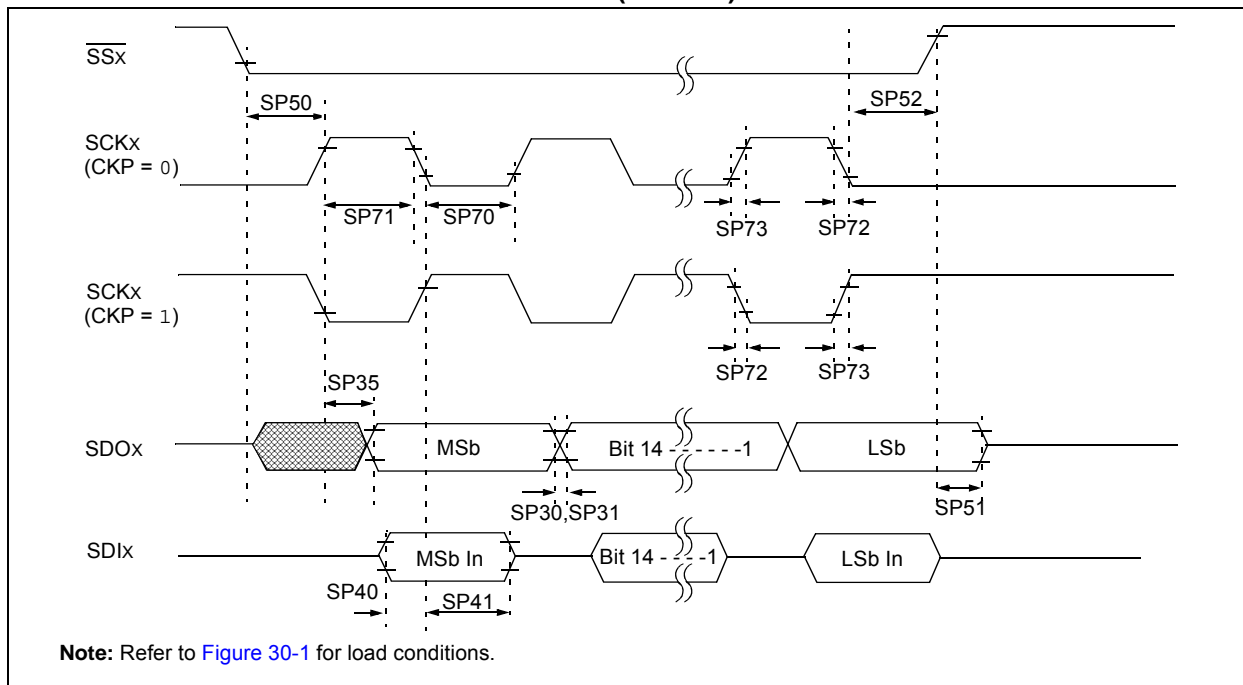 SSx
SP50
SP52
SCKx
(CKP = 0)
SP71
SP70
SP73
SP72
SCKx
(CKP = 1)
SP72
SP73
SP35
SDOx
MSb
Bit 14 - - - - - -1
LSb
SP30,SP31
SP51
SDIx
MSb In
Bit 14 - - - -1
LSb In
SP40
SP41
Note: Refer to Figure 30-1 for load conditions.